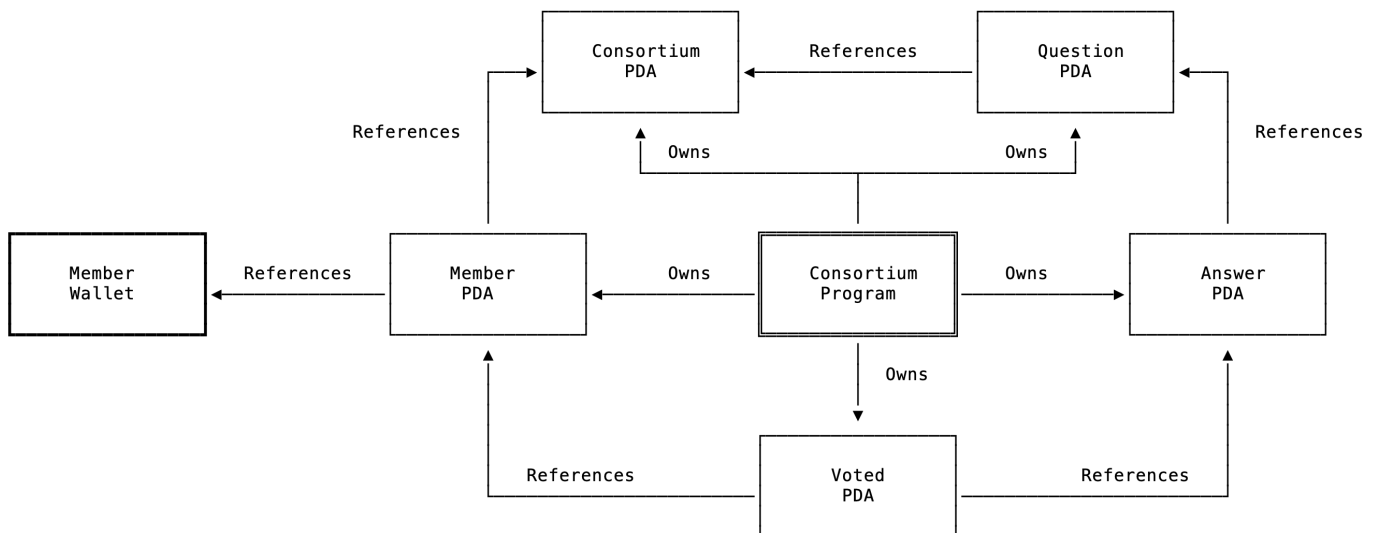 Consortium
PDA
References
Question
PDA
References
References
Owns
Owns
Member
Wallet
References
Member
PDA
Owns
Consortium
Program
Owns
Answer
PDA
Owns
References
Voted
PDA
References